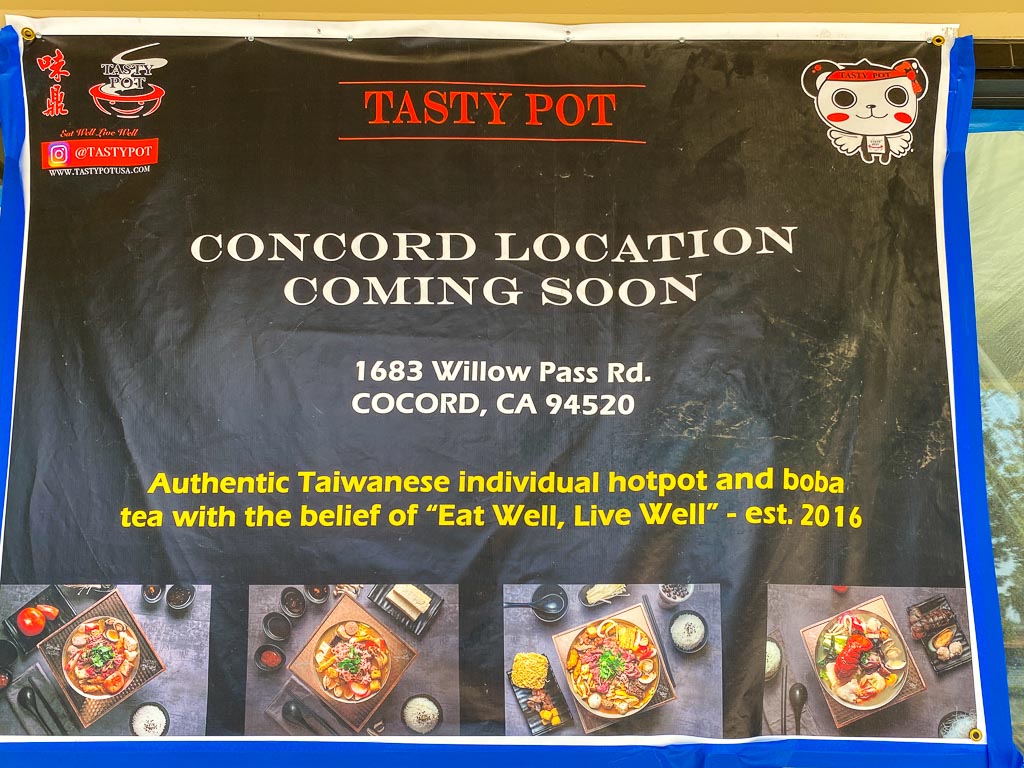 味鼎
TASTY
POT
Eat Well, Live Well
@TASTYPOT
WWW.TASTYPOTUSA.COM
TASTY POT
TASTY POT
CONCORD LOCATION
COMING SOON
1683 Willow Pass Rd.
COCORD, CA 94520
Authentic Taiwanese individual hotpot and boba
tea with the belief of “Eat Well, Live Well” - est. 2016